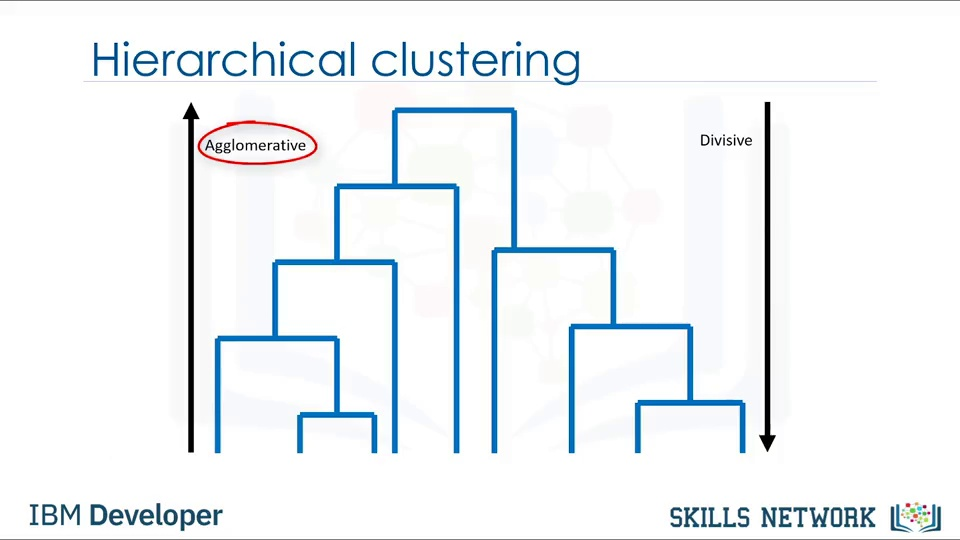 Hierarchical clustering
Agglomerative
Divisive
IBM Developer
SKILLS NETWORK